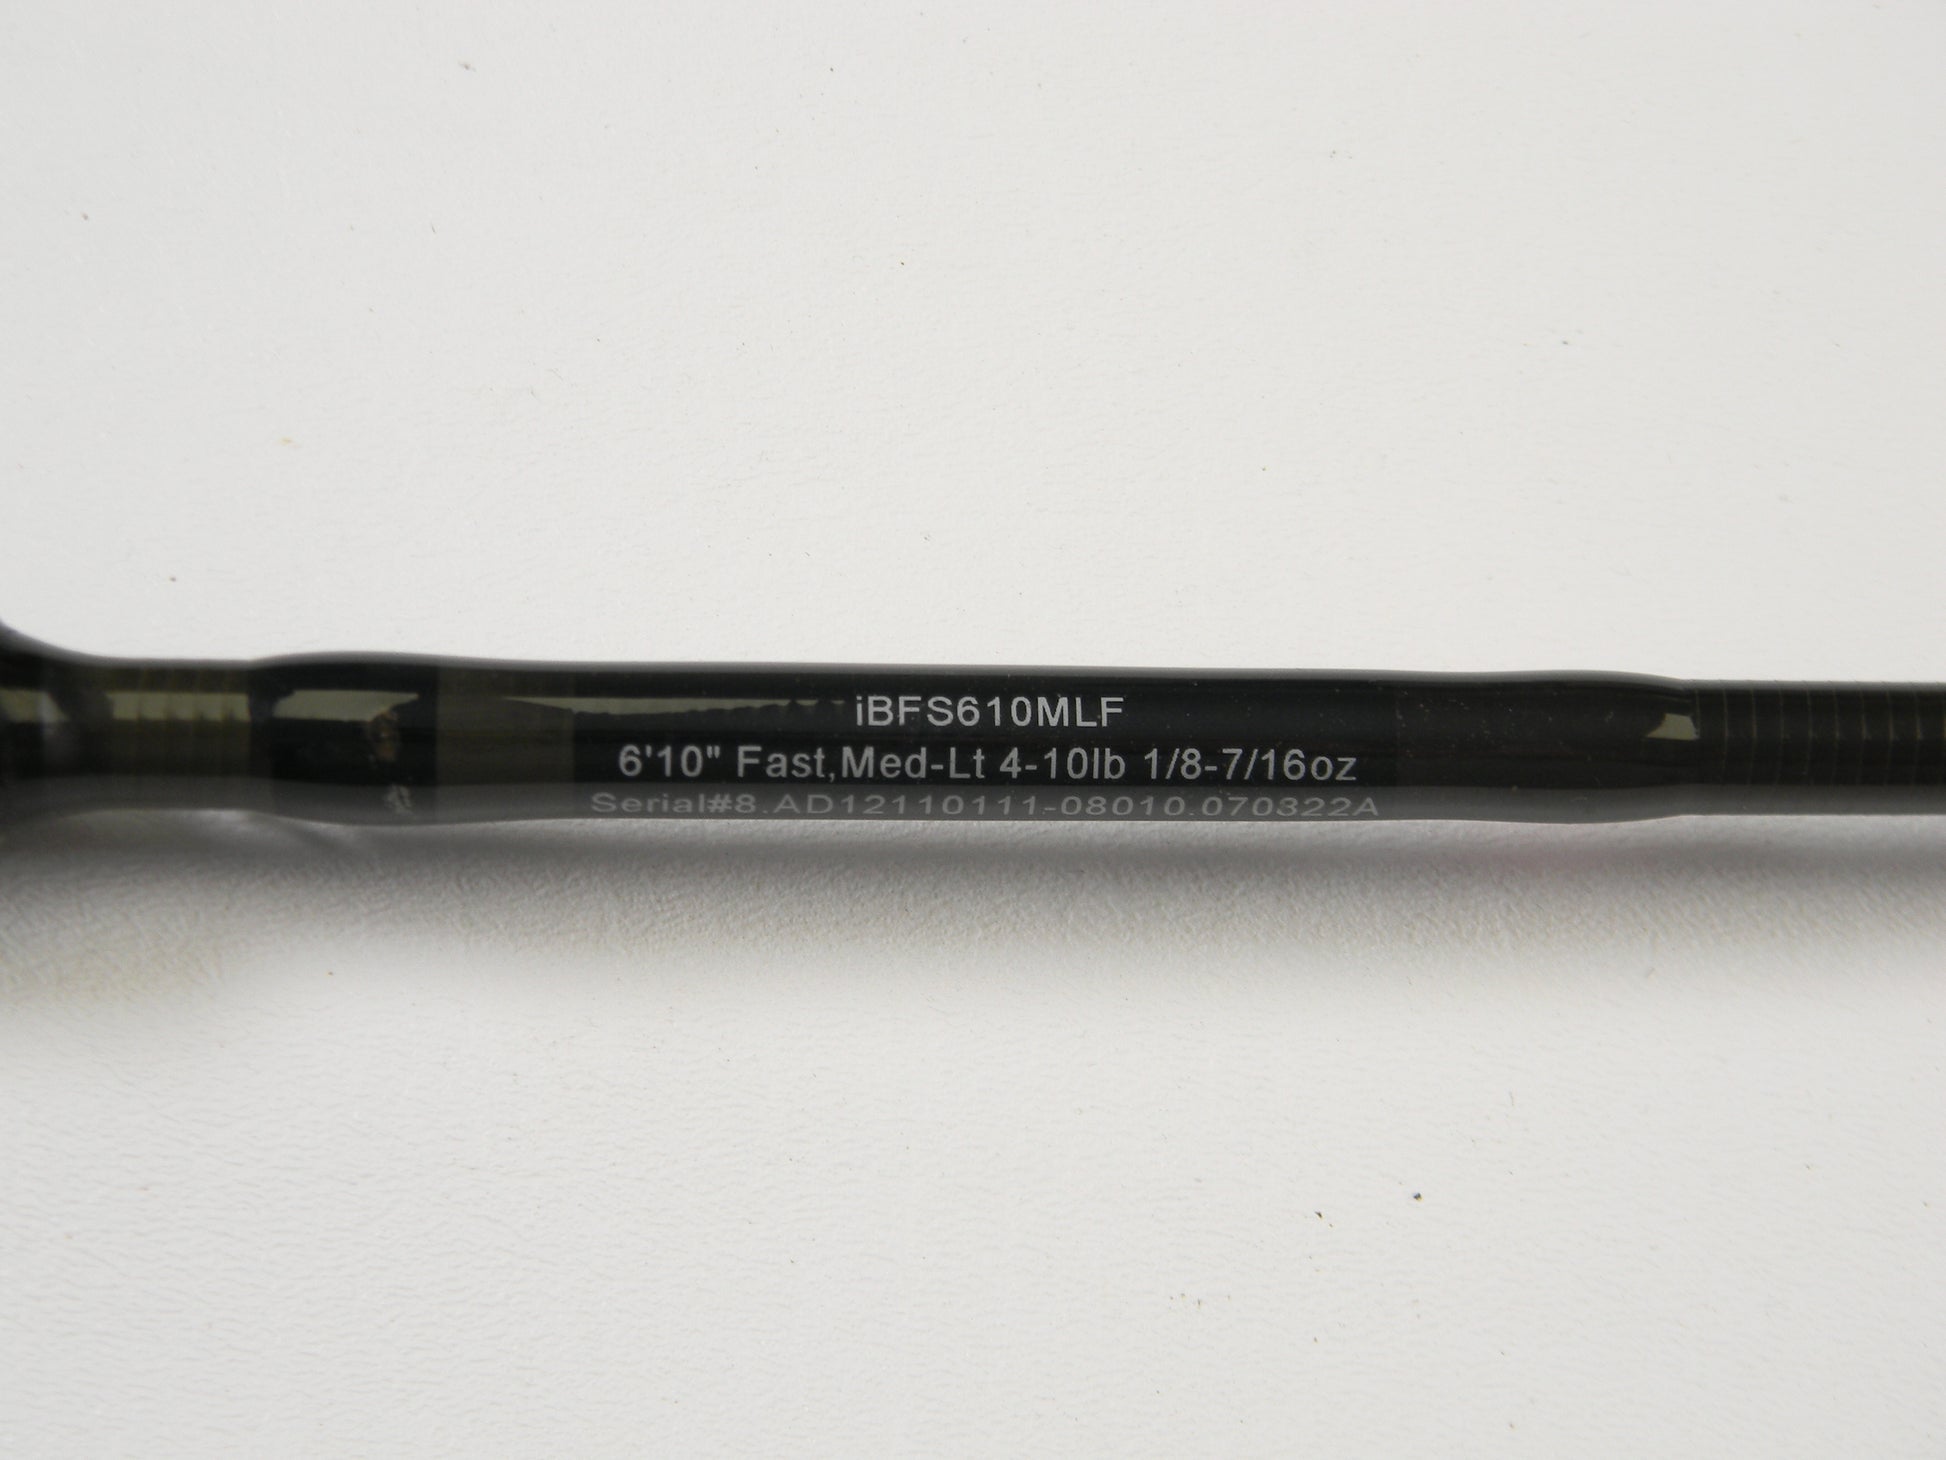 iBFS610MLF
6'10" Fast,Med-Lt 4-10lb 1/8-7/16oz
Serial#8.AD12110111-08010.070322A